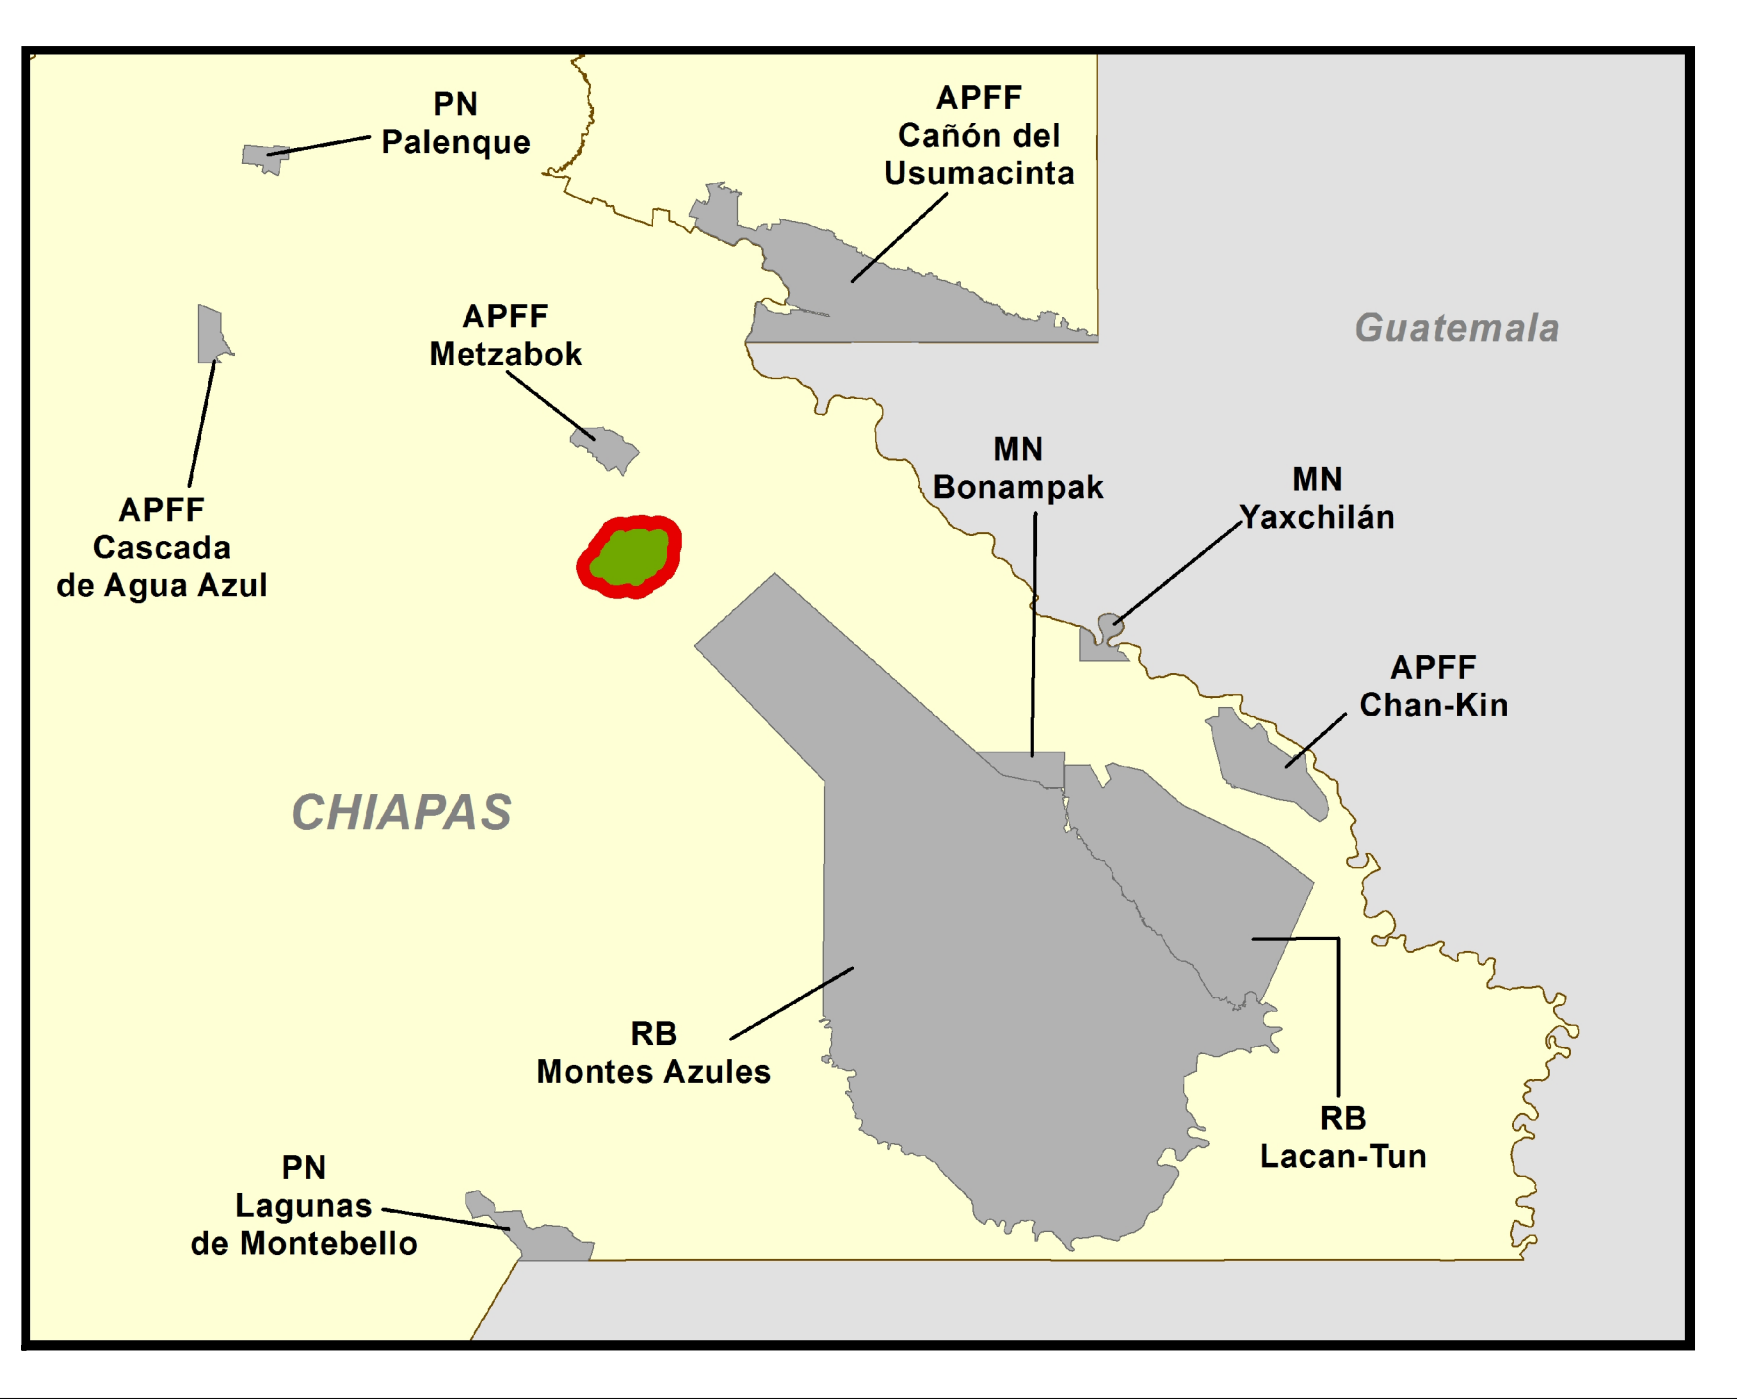 PN
Palenque
APFF
Cañón del
Usumacinta
APFF
Metzabok
Guatemala
APFF
Cascada
de Agua Azul
MN
Bonampak
MN
Yaxchilán
APFF
Chan-Kin
CHIAPAS
RB
Montes Azules
RB
Lacan-Tun
PN
Lagunas
de Montebello